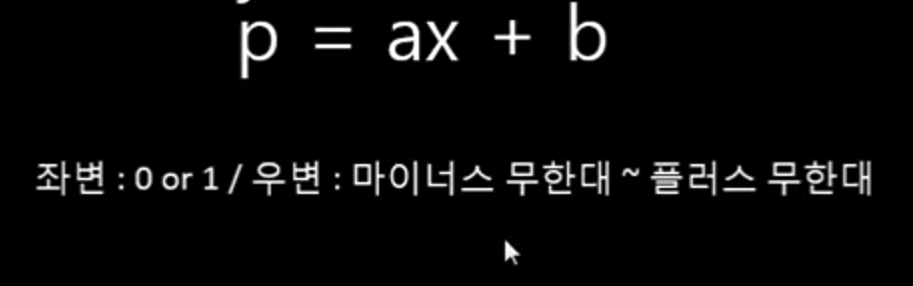 p = ax + b
좌변 : 0 or 1 / 우변 : 마이너스 무한대 ~ 플러스 무한대